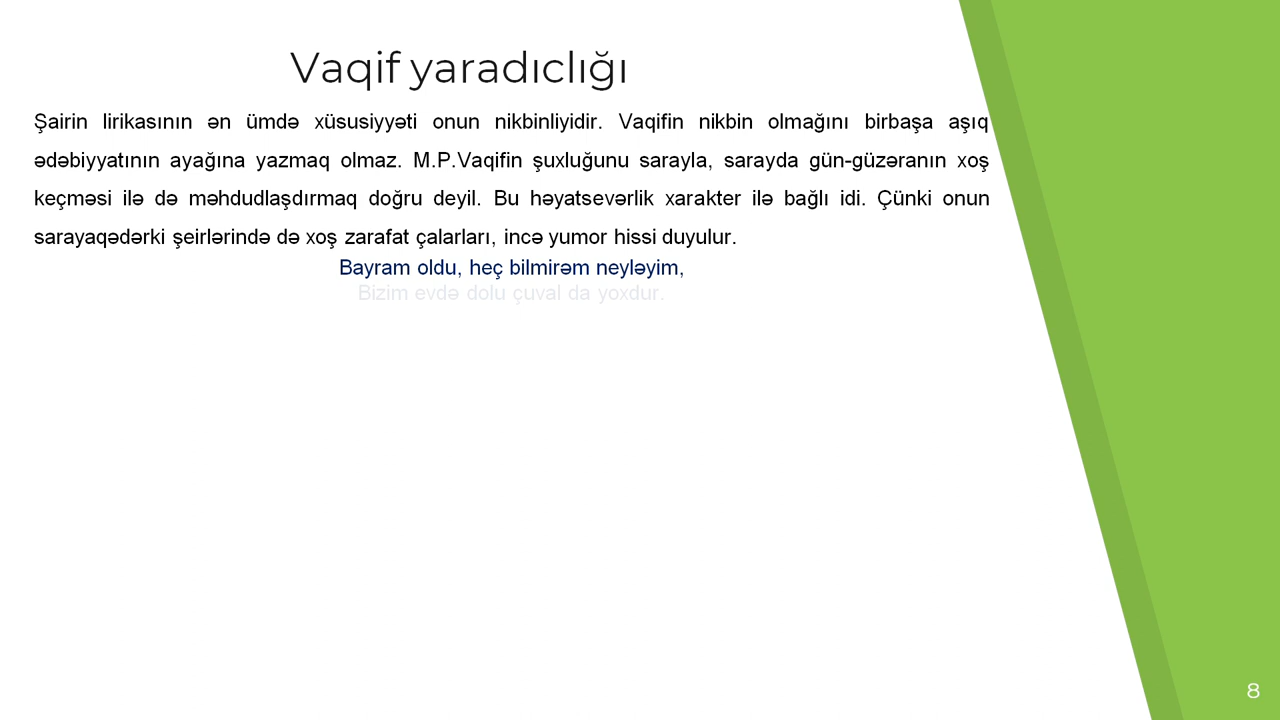 Vaqif yaradıclığı
Şairin lirikasının ən ümdə xüsusiyyəti onun nikbinliyidir. Vaqifin nikbin olmağını birbaşa aşıq
ədəbiyyatının ayağına yazmaq olmaz. M.P.Vaqifin şuxluğunu sarayla, sarayda gün-güzəranın xoş
keçməsi ilə də məhdudlaşdırmaq doğru deyil. Bu həyatsevərlik xarakter ilə bağlı idi. Çünki onun
sarayaqədərki şeirlərində də xoş zarafat çalarları, incə yumor hissi duyulur.
Bayram oldu, heç bilmirəm neyləyim,
Bizim evdə dolu çuval da yoxdur.
8